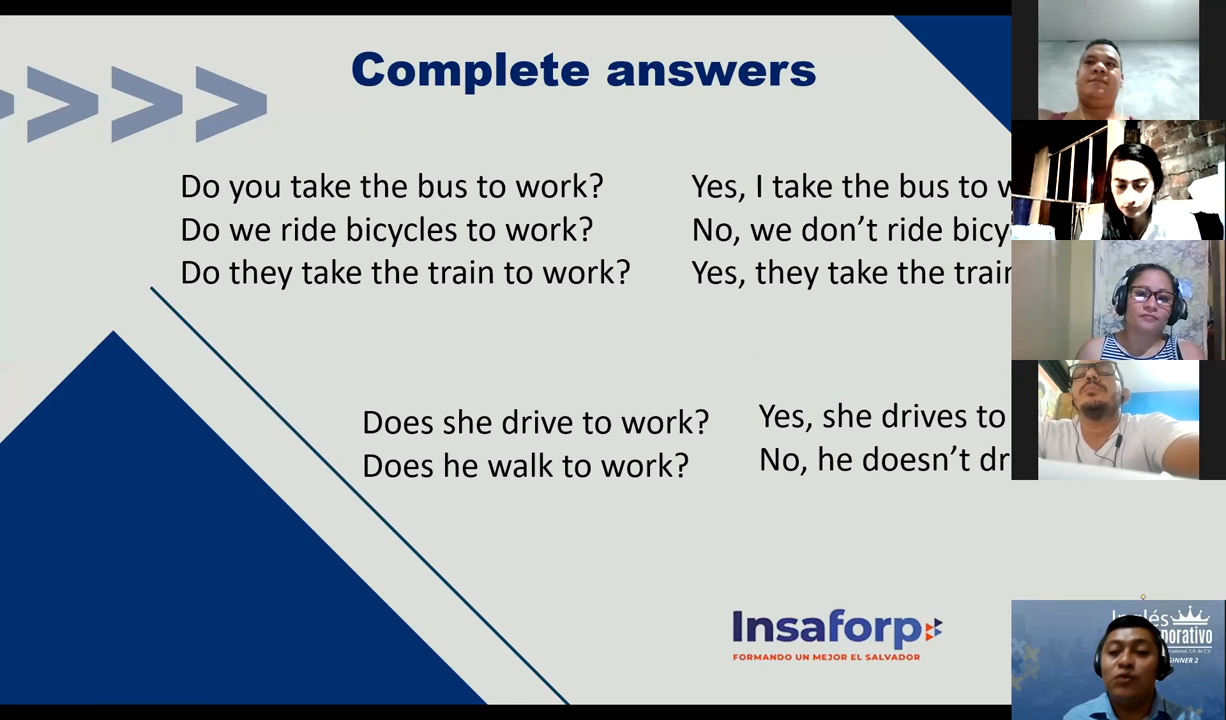 Complete answers
Do you take the bus to work?
Do we ride bicycles to work?
Do they take the train to work?
Yes, I take the bus to
No, we don’t ride
Yes, they take the train
Does she drive to work?
Does he walk to work?
Yes, she drives to
No, he doesn’t
Insaforp
FORMANDO UN MEJOR EL SALVADOR